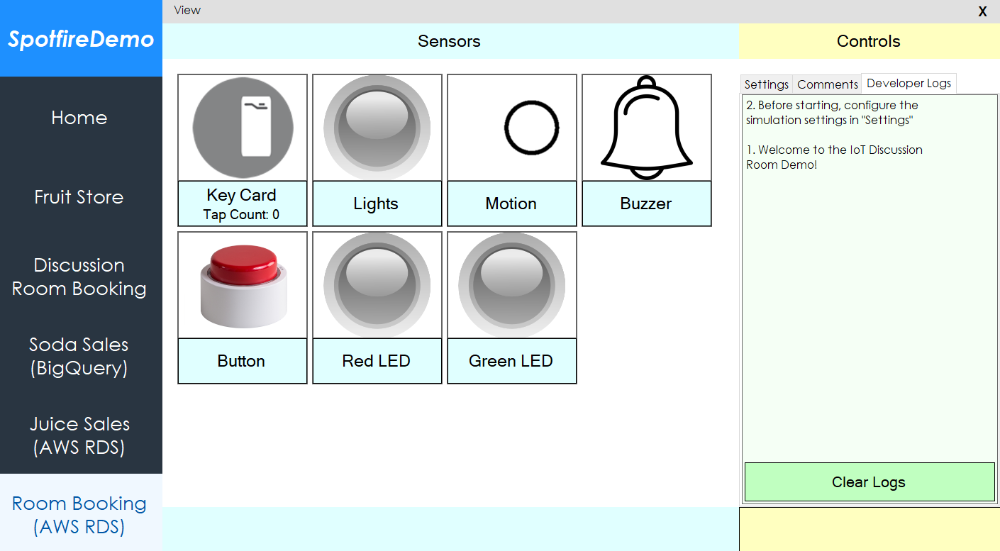 SpotfireDemo
Home
Fruit Store
Discussion
Room Booking
Soda Sales
(BigQuery)
Juice Sales
(AWS RDS)
Room Booking
(AWS RDS)
View
X
Sensors
Key Card
Tap Count: 0
Lights
Motion
Buzzer
Button
Red LED
Green LED
Controls
Settings
Comments
Developer Logs
2. Before starting, configure the
simulation settings in "Settings"
1. Welcome to the IoT Discussion
Room Demo!
Clear Logs